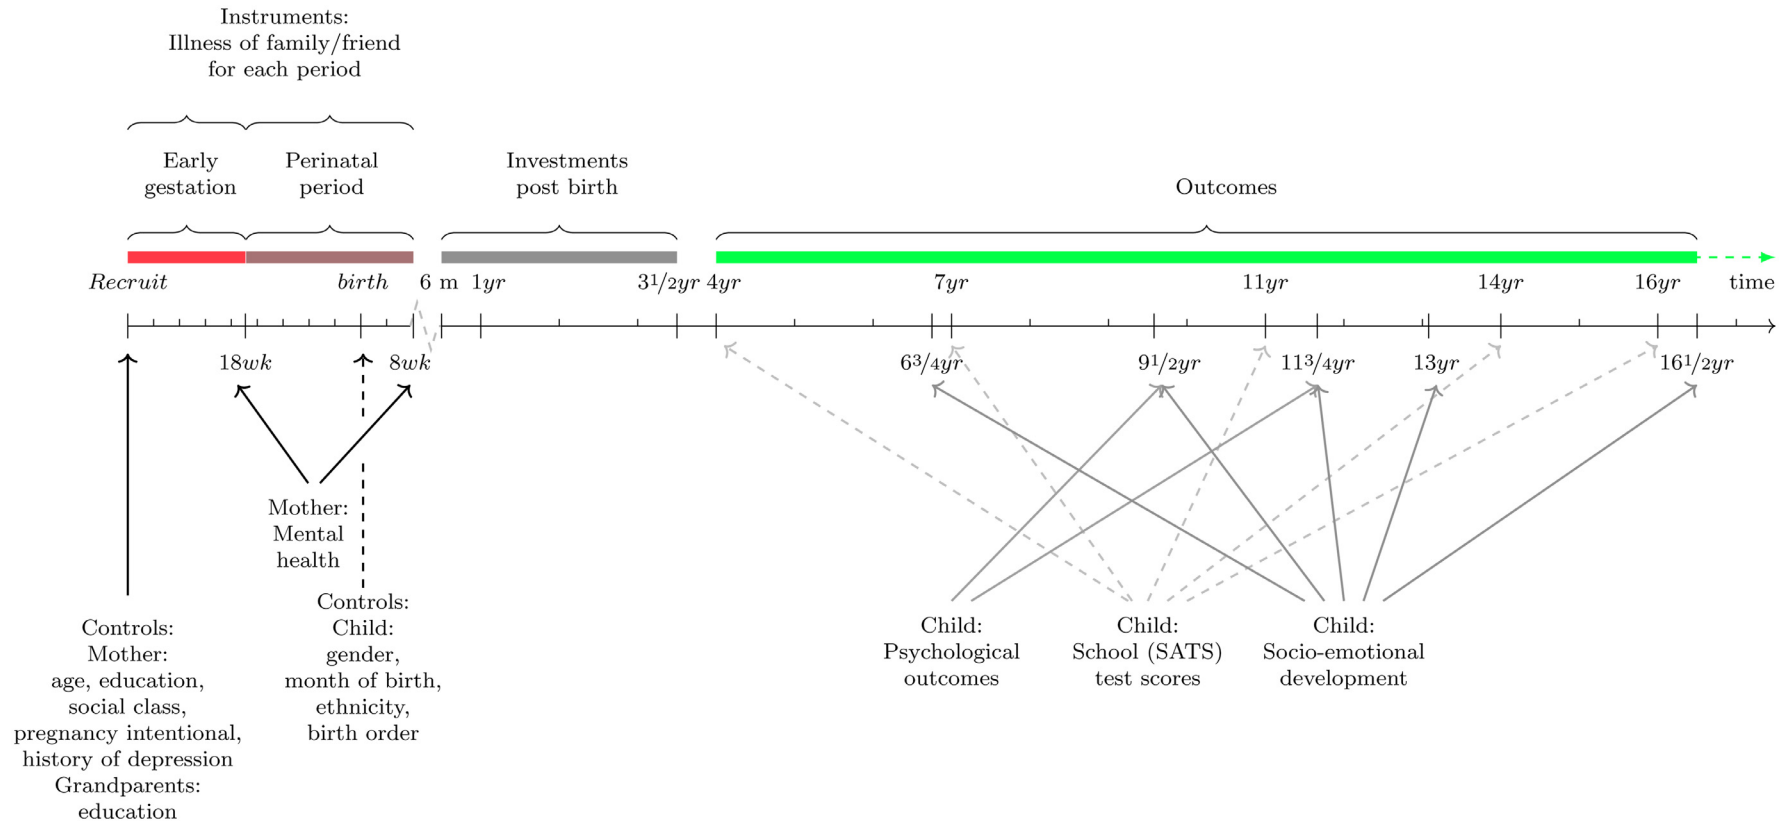 Instruments:
Illness of family/friend
for each period
Early
gestation
Perinatal
period
Investments
post birth
Outcomes
Recruit
birth
6 m
1yr
31/2yr
4yr
7yr
11yr
14yr
16yr
time
18wk
8wk
63/4yr
91/2yr
113/4yr
13yr
161/2yr
Mother:
Mental
health
Controls:
Mother:
age, education,
social class,
pregnancy intentional,
history of depression
Grandparents:
education
Controls:
Child:
gender,
month of birth,
ethnicity,
birth order
Child:
Psychological
outcomes
Child:
School (SATS)
test scores
Child:
Socio-emotional
development